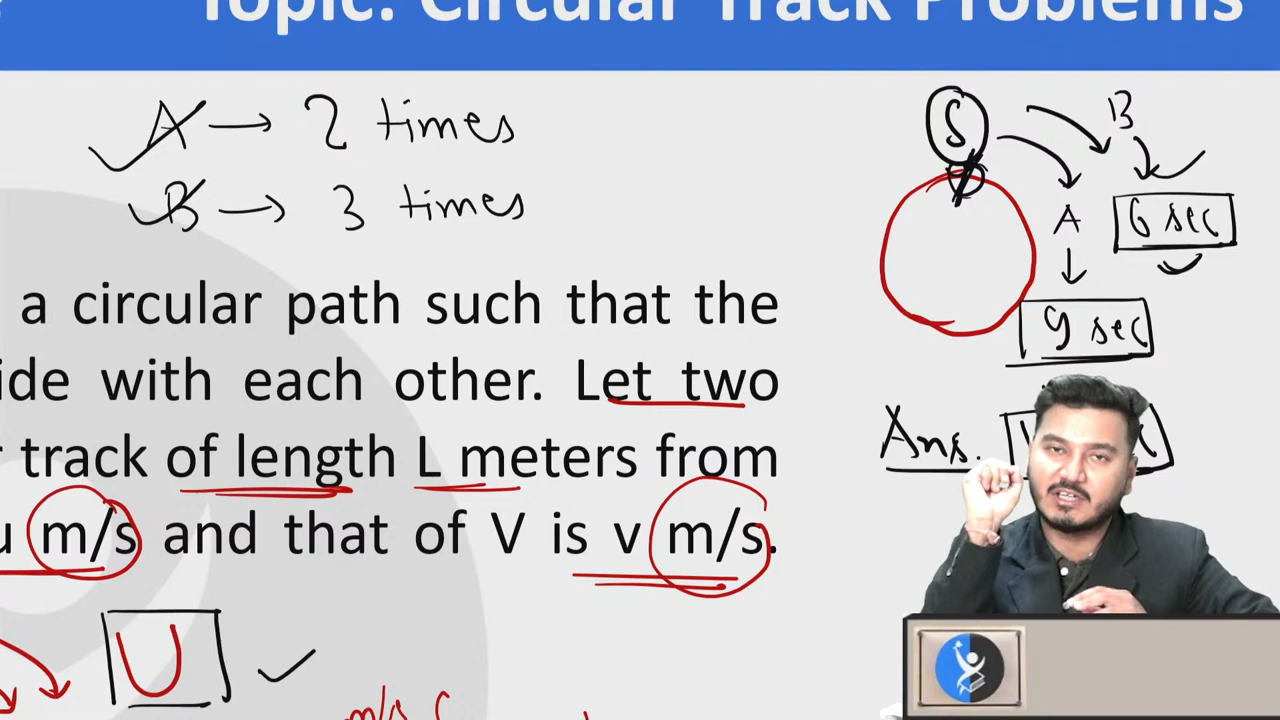 Topic: Circular Track Problems
A → 2 times
B → 3 times
S
B
A
6 sec
9 sec
a circular path such that the
ide with each other. Let two
track of length L meters from
u m/s and that of V is v m/s.
Ans.
U
m/s